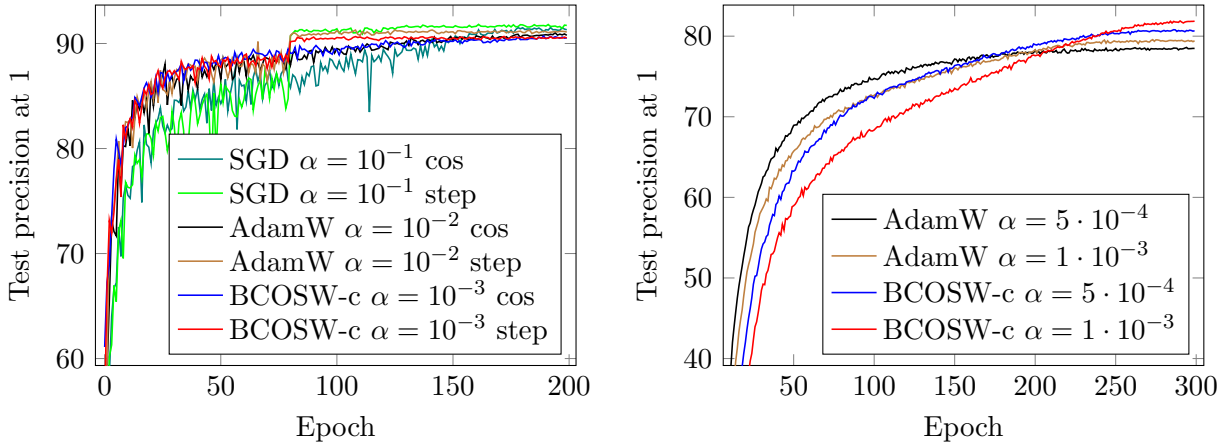 Test precision at 1
90
80
70
60
0
50
100
150
200
Epoch
SGD α = 10⁻¹ cos
SGD α = 10⁻¹ step
AdamW α = 10⁻² cos
AdamW α = 10⁻² step
BCOSW-c α = 10⁻³ cos
BCOSW-c α = 10⁻³ step
Test precision at 1
80
70
60
50
40
50
100
150
200
250
300
Epoch
AdamW α = 5 · 10⁻⁴
AdamW α = 1 · 10⁻³
BCOSW-c α = 5 · 10⁻⁴
BCOSW-c α = 1 · 10⁻³